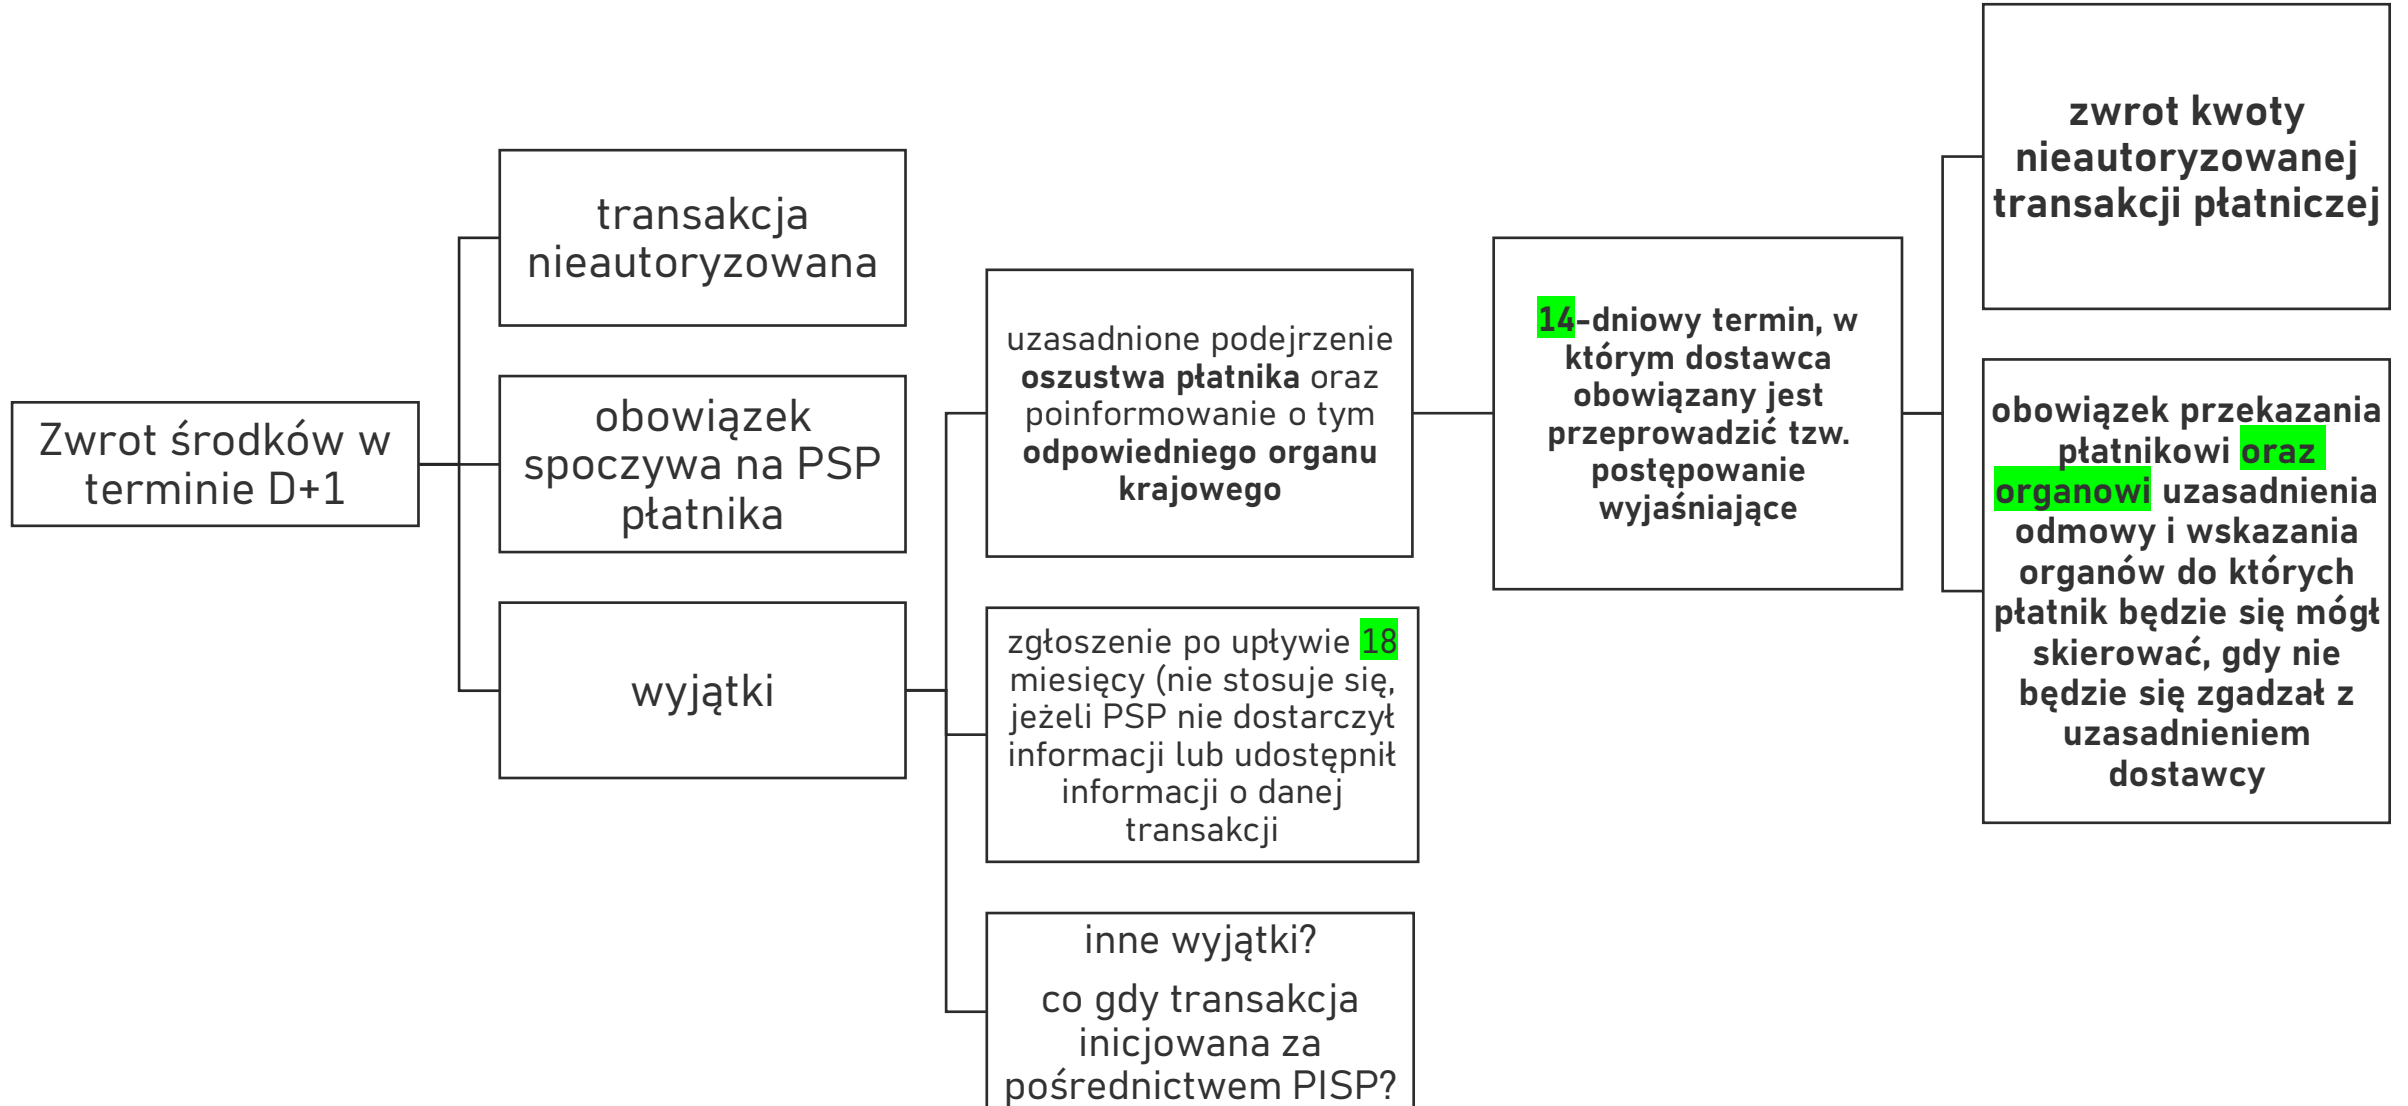 Zwrot środków w
terminie D+1
transakcja
nieautoryzowana
obowiązek
spoczywa na PSP
płatnika
wyjątki
uzasadnione podejrzenie
oszustwa płatnika oraz
poinformowanie o tym
odpowiedniego organu
krajowego
zgłoszenie po upływie 18
miesięcy (nie stosuje się,
jeżeli PSP nie dostarczył
informacji lub udostępnił
informacji o danej
transakcji
inne wyjątki?
co gdy transakcja
inicjowana za
pośrednictwem PISP?
14-dniowy termin, w
którym dostawca
obowiązany jest
przeprowadzić tzw.
postępowanie
wyjaśniające
zwrot kwoty
nieautoryzowanej
transakcji płatniczej
obowiązek przekazania
płatnikowi oraz
organowi uzasadnienia
odmowy i wskazania
organów do których
płatnik będzie się mógł
skierować, gdy nie
będzie się zgadzał z
uzasadnieniem
dostawcy